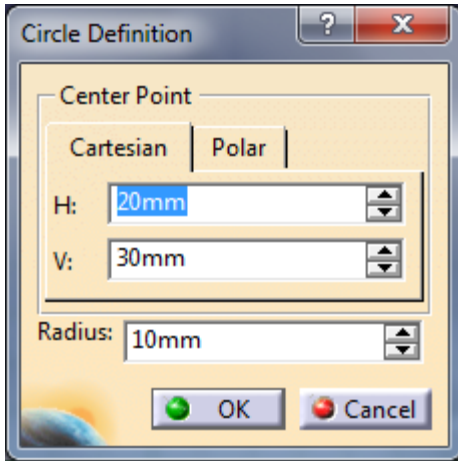 Circle Definition ?
Center Point
Cartesian Polar
H: 20mm
V: 30mm
Radius: 10mm
OK Cancel